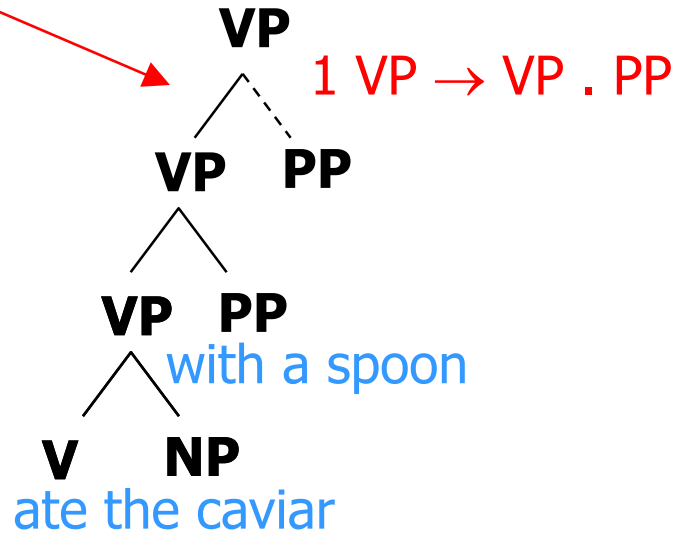 VP
1 VP → VP . PP
VP PP
VP PP
with a spoon
V NP
ate the caviar